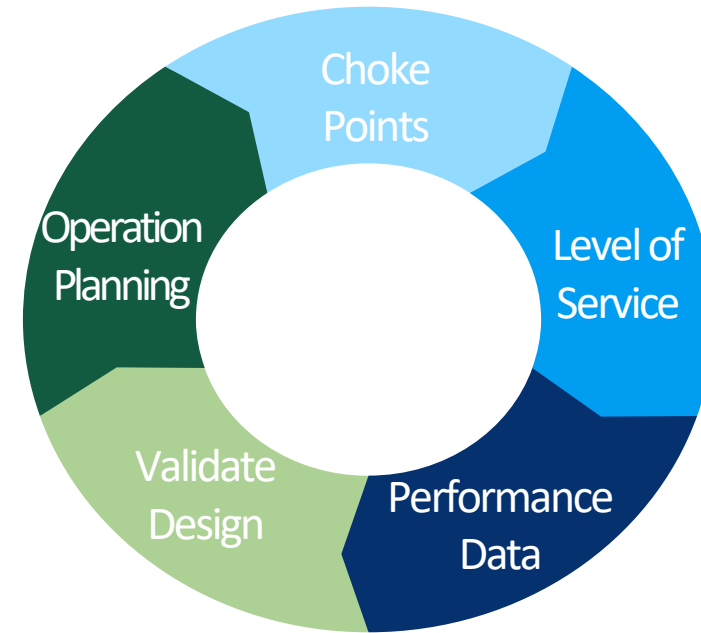 Choke
Points
Level of
Service
Performance
Data
Validate
Design
Operation
Planning